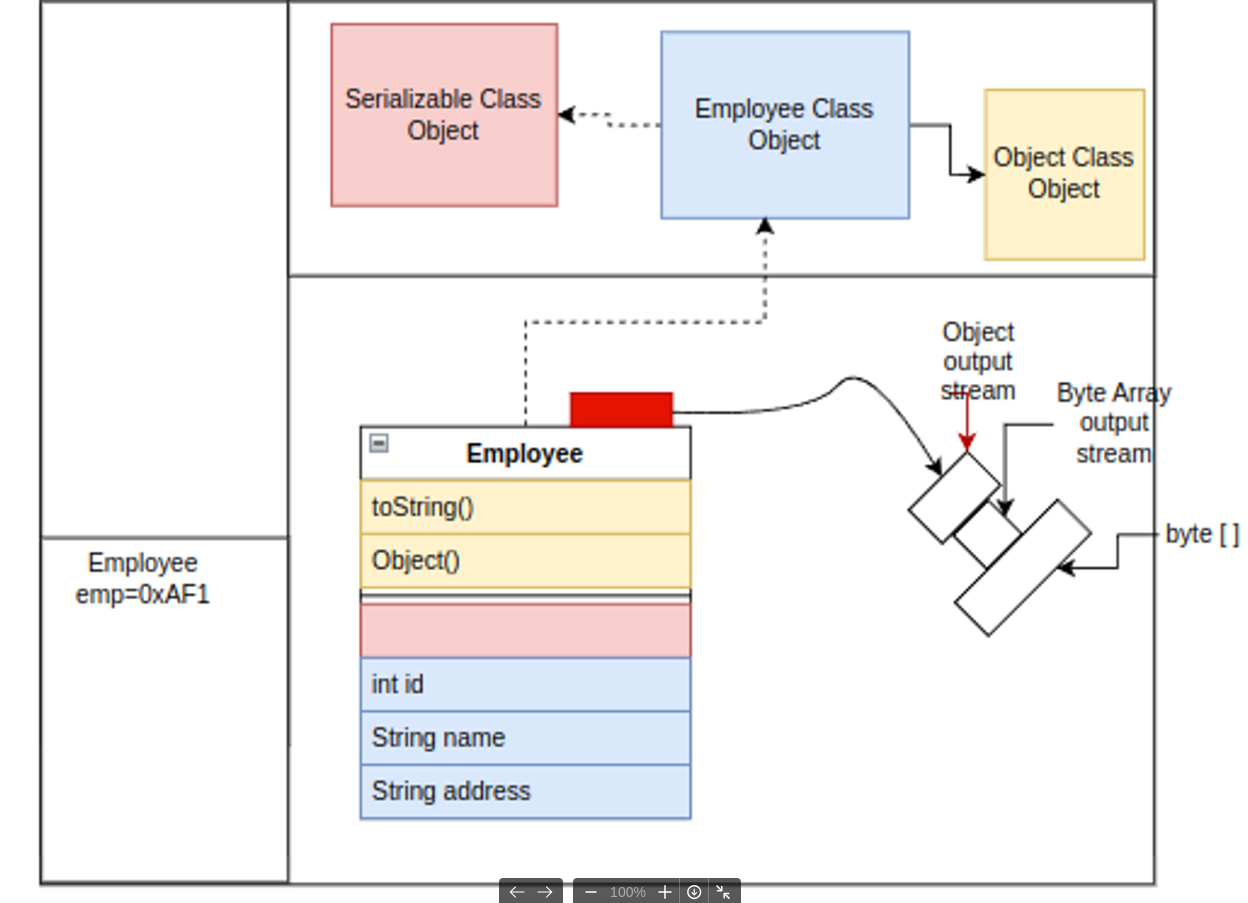 Serializable Class
Object
Employee Class
Object
Object Class
Object
Object
output
stream
Byte Array
output
stream
byte [ ]
Employee
toString()
Object()
int id
String name
String address
Employee
emp=0xAF1
100%